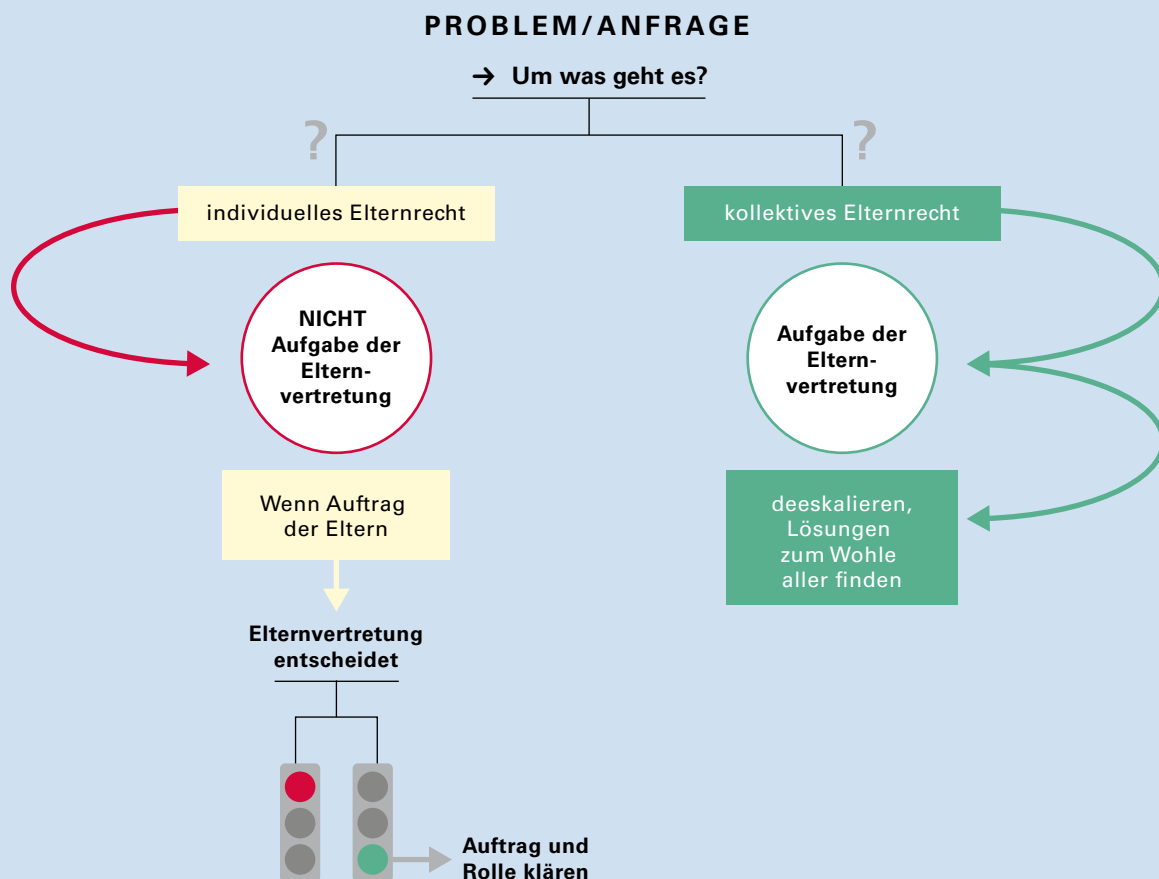 PROBLEM/ANFRAGE
→ Um was geht es?
?
?
individuelles Elternrecht
kollektives Elternrecht
NICHT
Aufgabe der
Eltern-
vertretung
Aufgabe der
Eltern-
vertretung
Wenn Auftrag
der Eltern
deeskalieren,
Lösungen
zum Wohle
aller finden
Elternvertretung
entscheidet
Auftrag und
Rolle klären